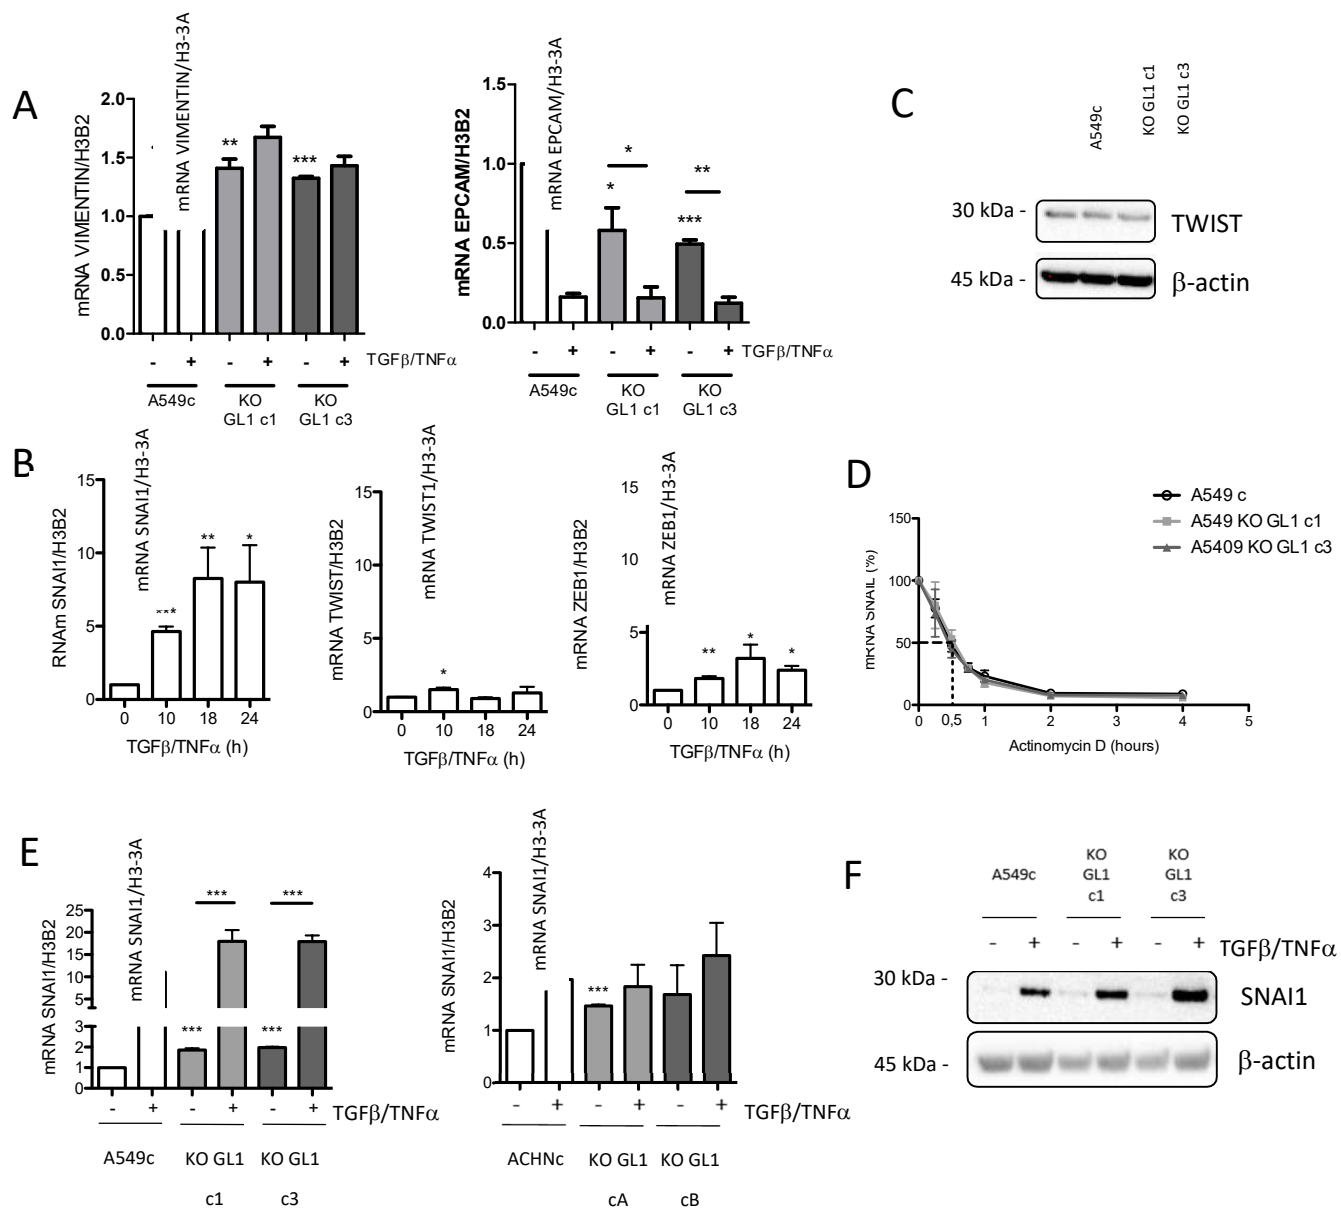 A
mRNA VIMENTIN/H3B2
mRNA VIMENTIN/H3-3A
2.0
1.5
1.0
0.5
0.0
**
***
- + - + - + TGFβ/TNFα
A549c
KO
GL1 c1
KO
GL1 c3
mRNA EPCAM/H3B2
mRNA EPCAM/H3-3A
1.5
1.0
0.5
0.0
*
*
***
**
- + - + - + TGFβ/TNFα
A549c
KO
GL1 c1
KO
GL1 c3
C
A549c
KO GL1 c1
KO GL1 c3
30 kDa -
TWIST
45 kDa -
β-actin
B
RNAm SNAI1/H3B2
mRNA SNAI1/H3-3A
15
10
5
0
***
**
*
0 10 18 24
TGFβ/TNFα (h)
mRNA TWIST/H3B2
mRNA TWIST1/H3-3A
15
10
5
0
*
0 10 18 24
TGFβ/TNFα (h)
mRNA ZEB1/H3B2
mRNA ZEB1/H3-3A
15
10
5
0
**
*
*
0 10 18 24
TGFβ/TNFα (h)
D
A549 c
A549 KO GL1 c1
A5409 KO GL1 c3
mRNA SNAIL (%)
150
100
50
0
0 0,5 1 2 3 4 5
Actinomycin D (hours)
E
mRNA SNAI1/H3B2
mRNA SNAI1/H3-3A
25
20
15
10
5
3
2
1
0
***
***
***
***
- + - + - + TGFβ/TNFα
A549c
KO GL1
c1
KO GL1
c3
mRNA SNAI1/H3B2
mRNA SNAI1/H3-3A
4
3
2
1
0
***
- + - + - + TGFβ/TNFα
ACHNc
KO GL1
cA
KO GL1
cB
F
A549c
KO
GL1
c1
KO
GL1
c3
- + - + - + TGFβ/TNFα
30 kDa -
SNAI1
45 kDa -
β-actin